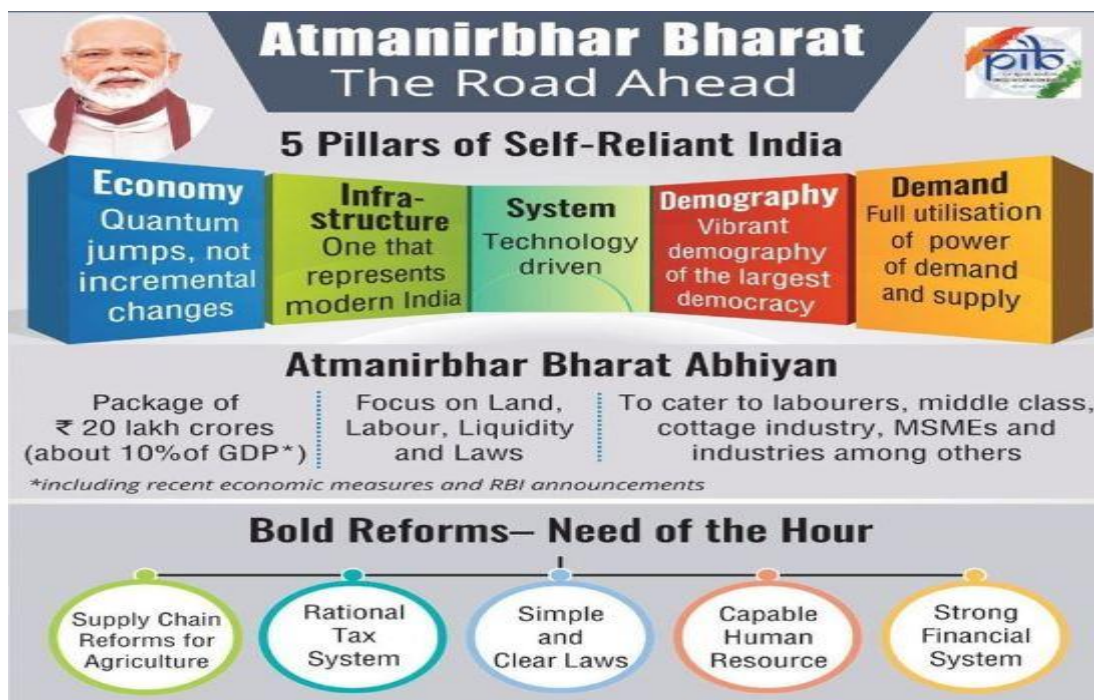 Atmanirbhar Bharat
The Road Ahead
pib
5 Pillars of Self-Reliant India
Economy
Quantum
jumps, not
incremental
changes
Infra-
structure
One that
represents
modern India
System
Technology
driven
Demography
Vibrant
demography
of the largest
democracy
Demand
Full utilisation
of power
of demand
and supply
Atmanirbhar Bharat Abhiyan
Package of
₹ 20 lakh crores
(about 10%of GDP*)
Focus on Land,
Labour, Liquidity
and Laws
To cater to labourers, middle class,
cottage industry, MSMEs and
industries among others
*including recent economic measures and RBI announcements
Bold Reforms– Need of the Hour
Supply Chain
Reforms for
Agriculture
Rational
Tax
System
Simple
and
Clear Laws
Capable
Human
Resource
Strong
Financial
System